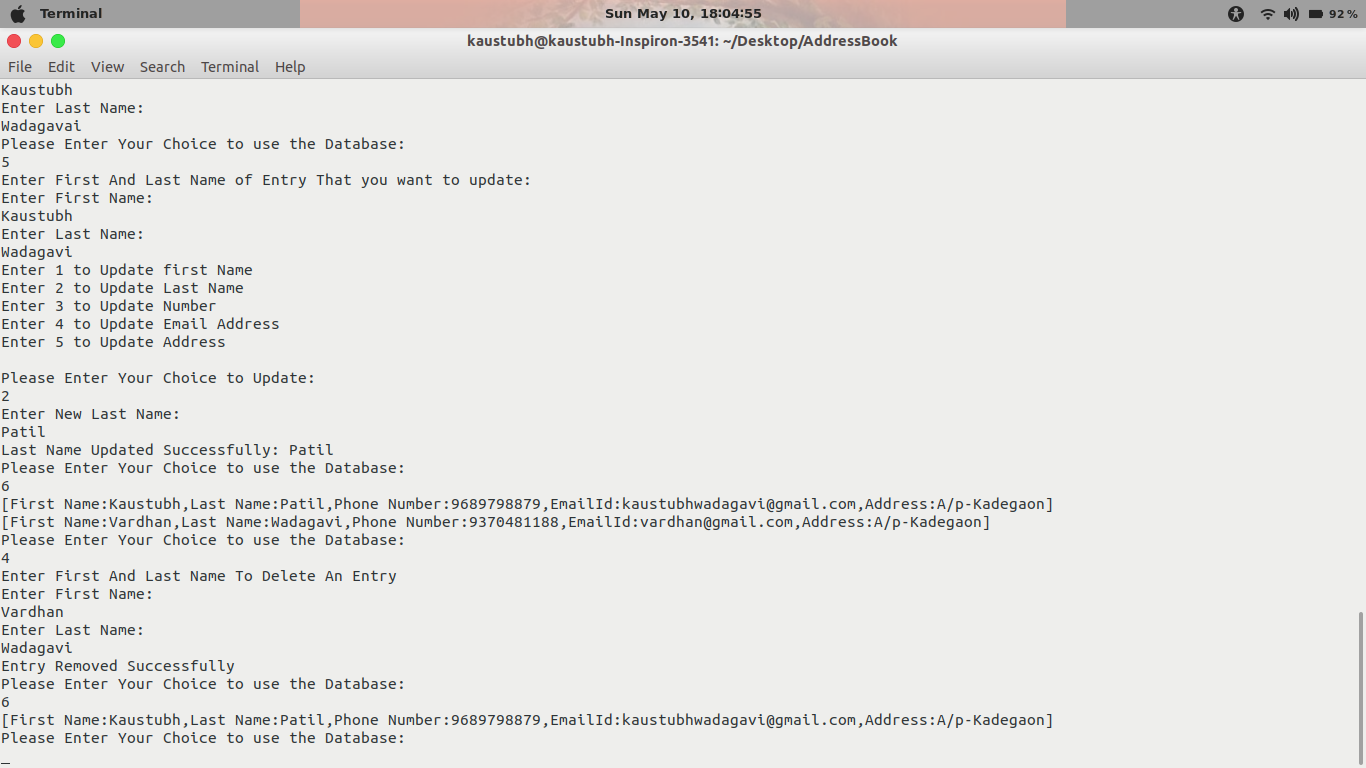 Terminal
Sun May 10, 18:04:55
92%
kaustubh@kaustubh-Inspiron-3541: ~/Desktop/AddressBook
File Edit View Search Terminal Help
Kaustubh
Enter Last Name:
Wadagavai
Please Enter Your Choice to use the Database:
5
Enter First And Last Name of Entry That you want to update:
Enter First Name:
Kaustubh
Enter Last Name:
Wadagavi
Enter 1 to Update first Name
Enter 2 to Update Last Name
Enter 3 to Update Number
Enter 4 to Update Email Address
Enter 5 to Update Address
Please Enter Your Choice to Update:
2
Enter New Last Name:
Patil
Last Name Updated Successfully: Patil
Please Enter Your Choice to use the Database:
6
[First Name:Kaustubh,Last Name:Patil,Phone Number:9689798879,EmailId:kaustubhwadagavi@gmail.com,Address:A/p-Kadegaon]
[First Name:Vardhan,Last Name:Wadagavi,Phone Number:9370481188,EmailId:vardhan@gmail.com,Address:A/p-Kadegaon]
Please Enter Your Choice to use the Database:
4
Enter First And Last Name To Delete An Entry
Enter First Name:
Vardhan
Enter Last Name:
Wadagavi
Entry Removed Successfully
Please Enter Your Choice to use the Database:
6
[First Name:Kaustubh,Last Name:Patil,Phone Number:9689798879,EmailId:kaustubhwadagavi@gmail.com,Address:A/p-Kadegaon]
Please Enter Your Choice to use the Database: